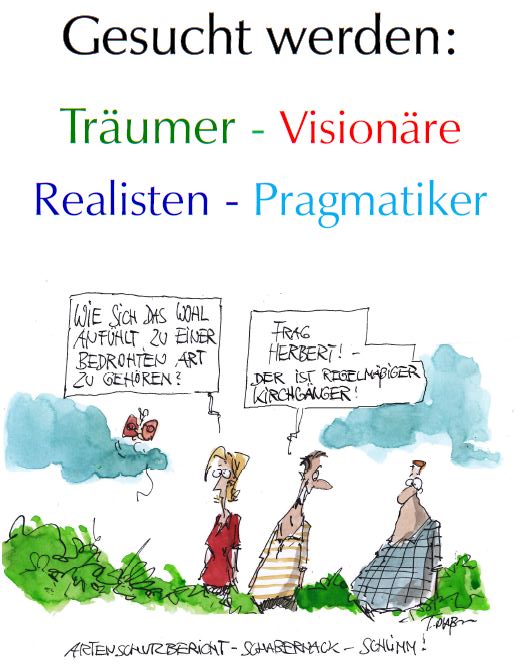 Gesucht werden:
Träumer - Visionäre
Realisten - Pragmatiker
WIE SICH DAS WOHL
ANFÜHLT, ZU EINER
BEDROHTEN ART
ZU GEHÖREN?
FRAG
HERBERT! -
DER IST REGELMÄßIGER
KIRCHGÄNGER!
ARTENSCHUTZBERICHT - SCHABERNACK - SCHLIMM!